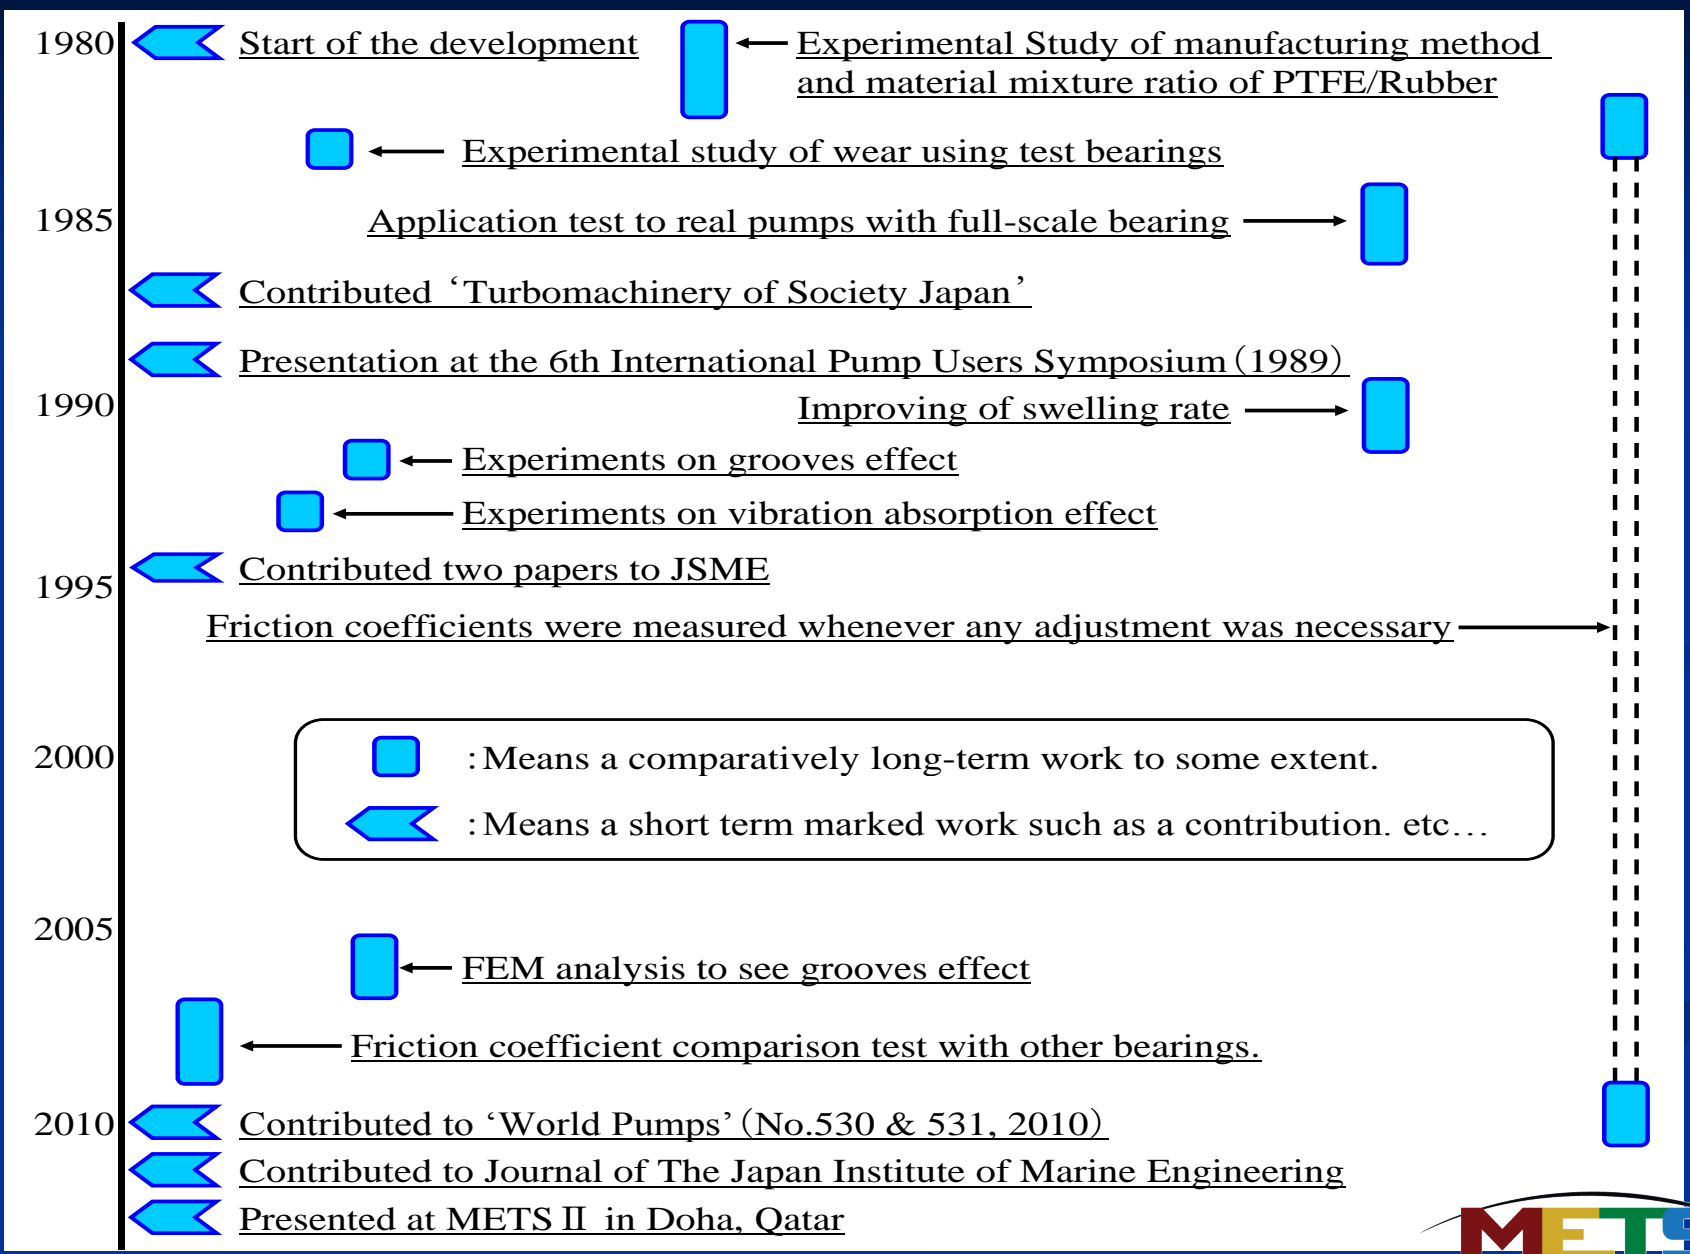 1980 Start of the development
Experimental Study of manufacturing method
and material mixture ratio of PTFE/Rubber
Experimental study of wear using test bearings
1985 Application test to real pumps with full-scale bearing
Contributed ‘Turbomachinery of Society Japan’
Presentation at the 6th International Pump Users Symposium(1989)
1990 Improving of swelling rate
Experiments on grooves effect
Experiments on vibration absorption effect
Contributed two papers to JSME
1995
Friction coefficients were measured whenever any adjustment was necessary
2000 :Means a comparatively long-term work to some extent.
:Means a short term marked work such as a contribution. etc…
2005
FEM analysis to see grooves effect
Friction coefficient comparison test with other bearings.
2010 Contributed to ‘World Pumps’(No.530 & 531, 2010)
Contributed to Journal of The Japan Institute of Marine Engineering
Presented at METSⅡ in Doha, Qatar
METS